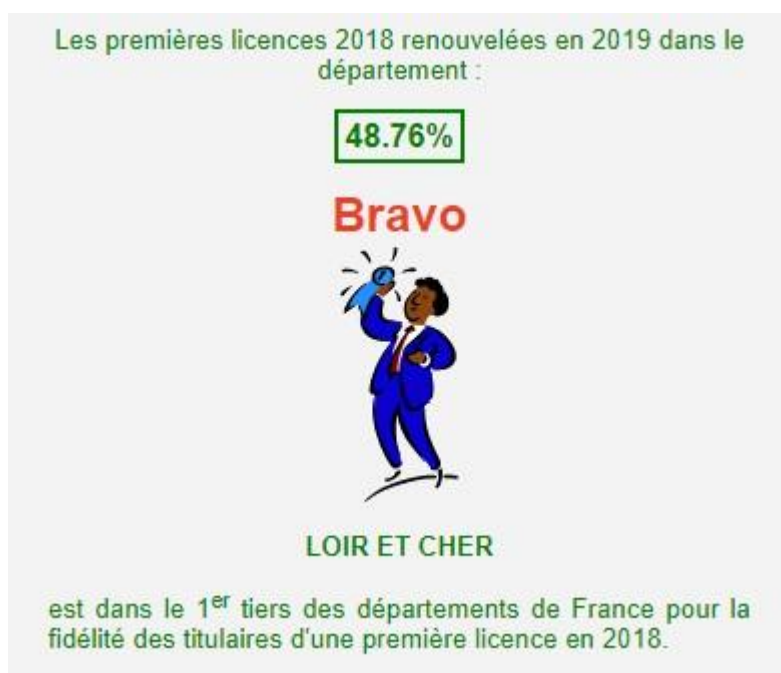 Les premières licences 2018 renouvelées en 2019 dans le
département :
48.76%
Bravo
LOIR ET CHER
est dans le 1er tiers des départements de France pour la
fidélité des titulaires d'une première licence en 2018.